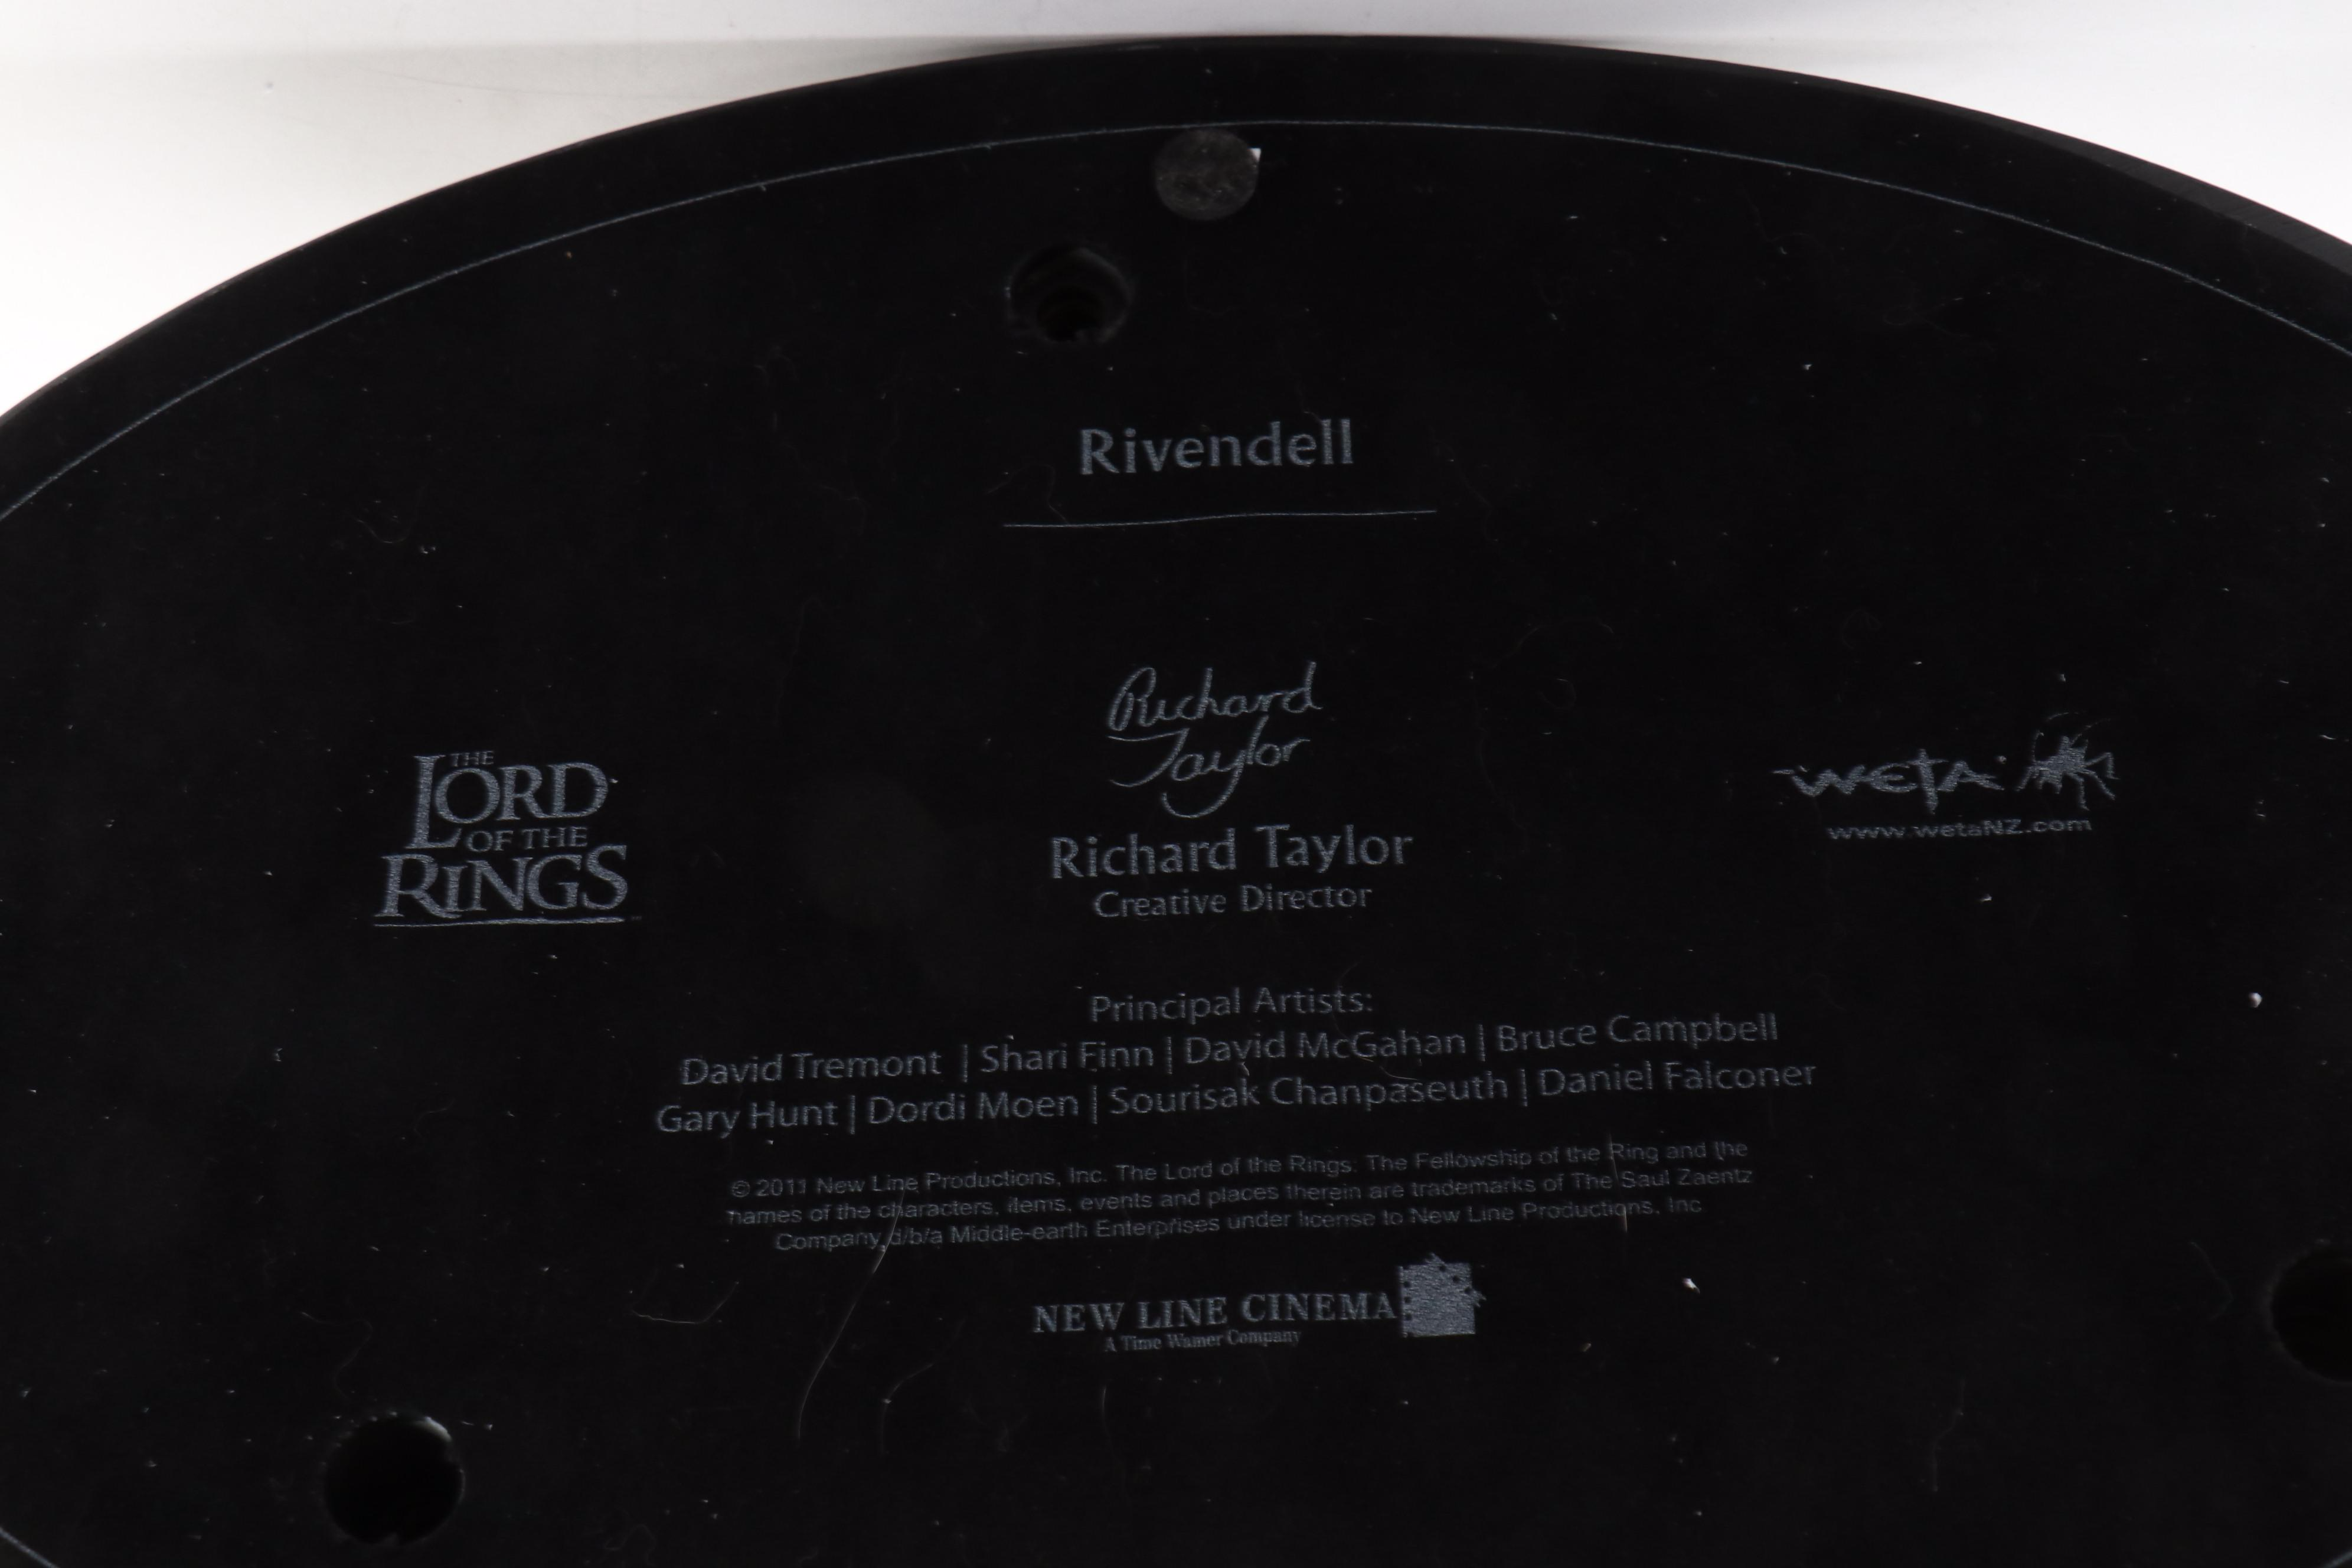 Rivendell
Richard
Taylor
Richard Taylor
Creative Director
THE
LORD
OF THE
RINGS
™
WETA
www.wetaNZ.com
Principal Artists:
David Tremont | Shari Finn | David McGahan | Bruce Campbell
Gary Hunt | Dordi Moen | Sourisak Chanpaseuth | Daniel Falconer
© 2011 New Line Productions, Inc. The Lord of the Rings: The Fellowship of the Ring and the
names of the characters, items, events and places therein are trademarks of The Saul Zaentz
Company d/b/a Middle-earth Enterprises under license to New Line Productions, Inc
NEW LINE CINEMA
A Time Warner Company